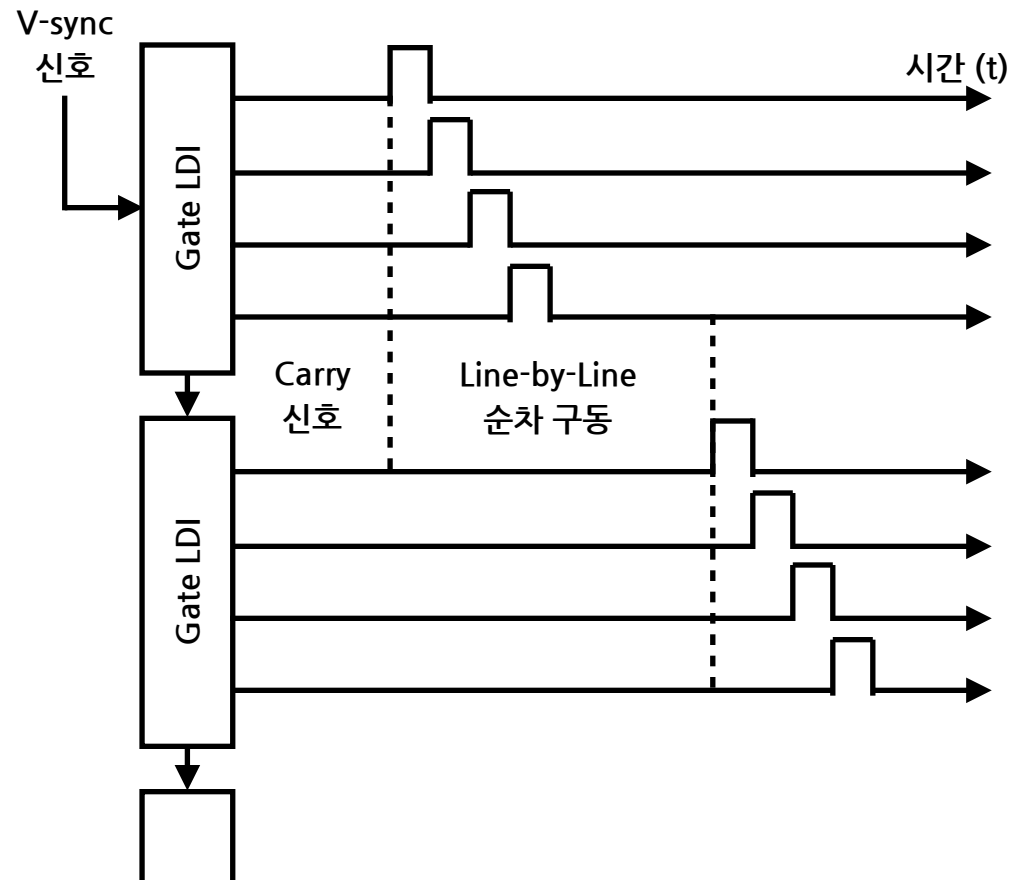 V-sync
신호
시간 (t)
Gate LDI
Carry
신호
Line-by-Line
순차 구동
Gate LDI